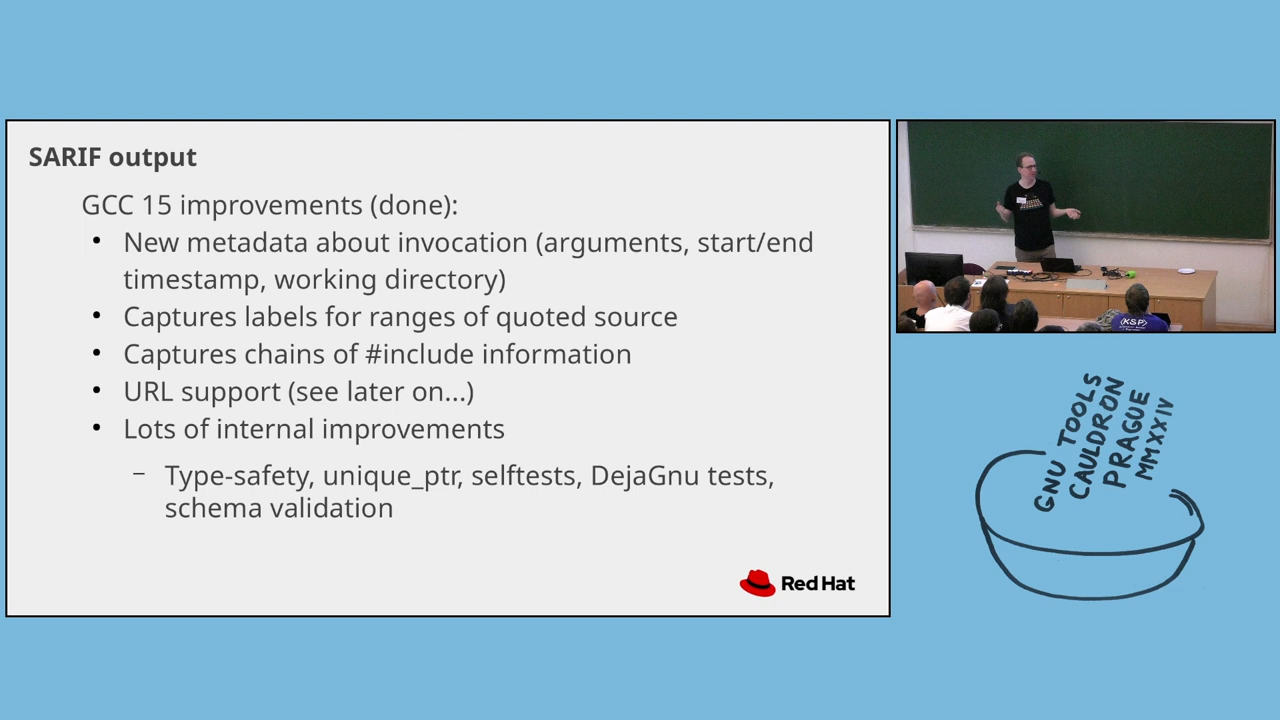 SARIF output
GCC 15 improvements (done):
• New metadata about invocation (arguments, start/end
timestamp, working directory)
• Captures labels for ranges of quoted source
• Captures chains of #include information
• URL support (see later on...)
• Lots of internal improvements
– Type-safety, unique_ptr, selftests, DejaGnu tests,
schema validation
Red Hat
(KSP)
GNU TOOLS
CAULDRON
PRAGUE
MMXXIV